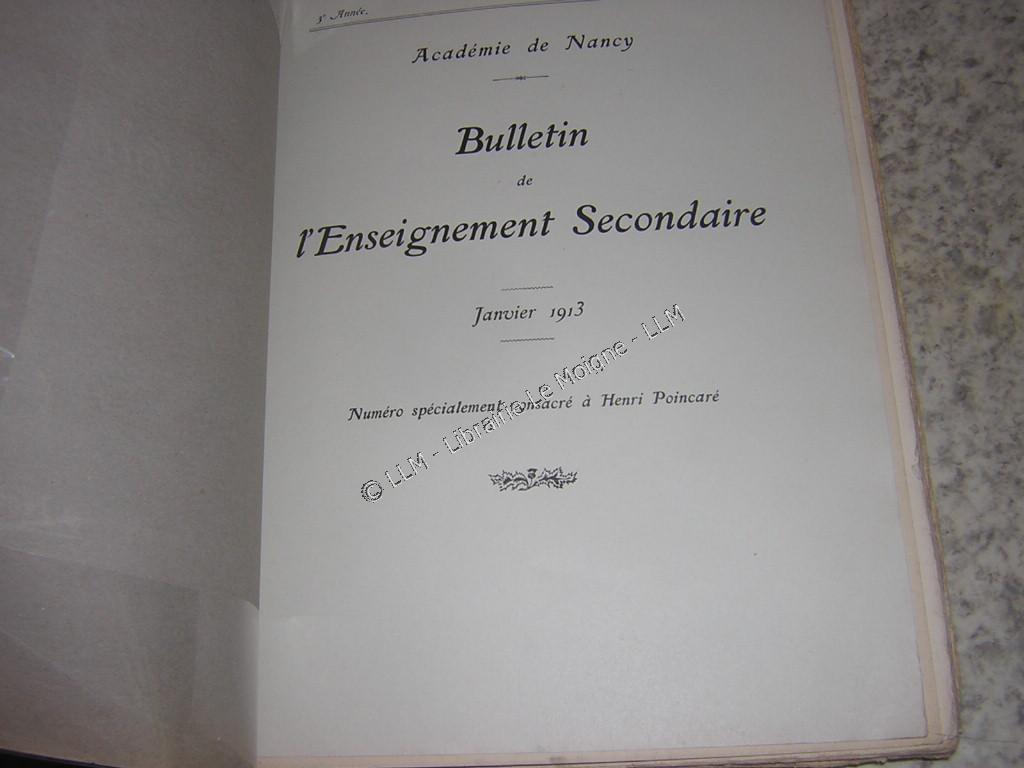 3e Année.
Académie de Nancy
Bulletin
de
l'Enseignement Secondaire
Janvier 1913
Numéro spécialement consacré à Henri Poincaré
© LLM - Librairie Le Moigne - LLM